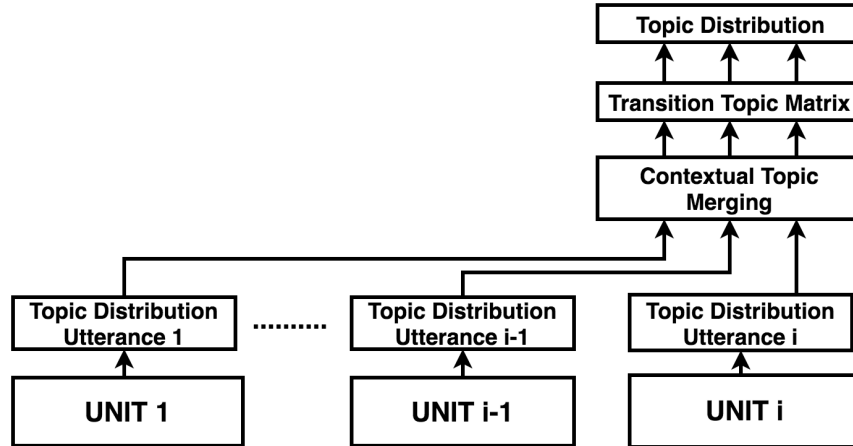 Topic Distribution
Transition Topic Matrix
Contextual Topic
Merging
Topic Distribution
Utterance 1
...........
Topic Distribution
Utterance i-1
Topic Distribution
Utterance i
UNIT 1
UNIT i-1
UNIT i